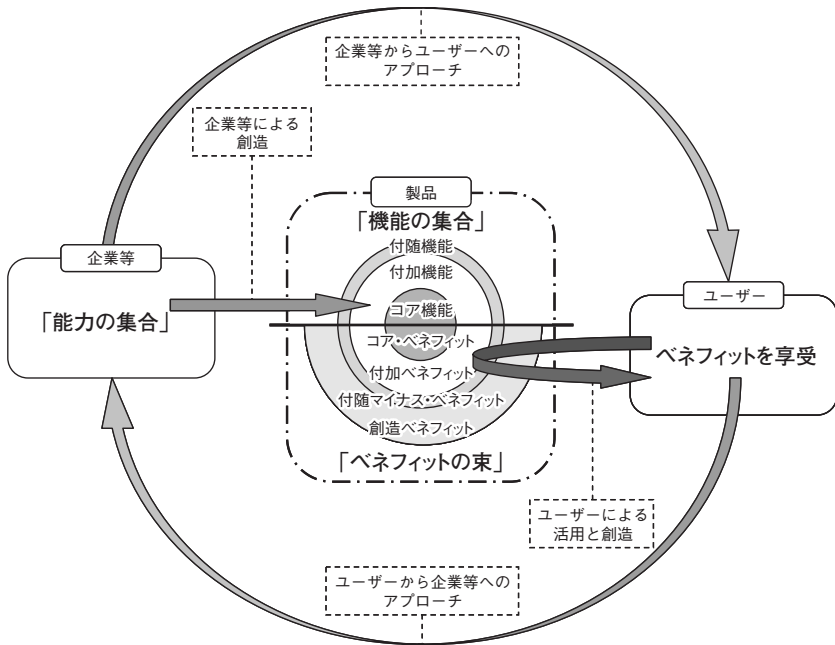 企業等からユーザーへの
アプローチ
企業等による
創造
製品
「機能の集合」
付随機能
付加機能
コア機能
企業等
「能力の集合」
ユーザー
ベネフィットを享受
コア・ベネフィット
付加ベネフィット
付随マイナス・ベネフィット
創造ベネフィット
「ベネフィットの束」
ユーザーによる
活用と創造
ユーザーから企業等への
アプローチ